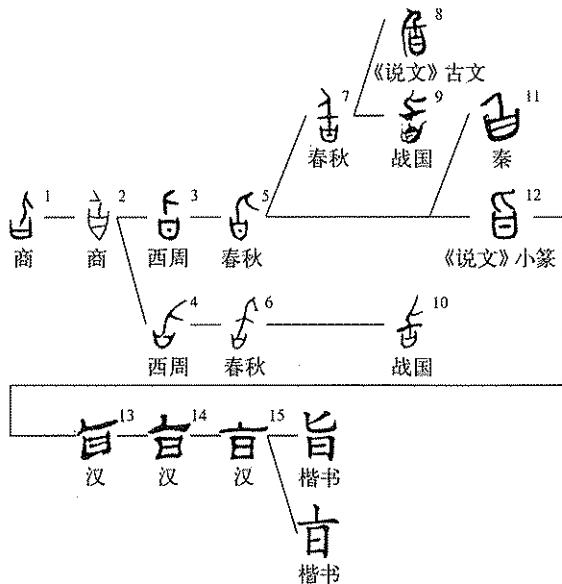 8
《说文》古文
7
春秋
9
战国
11
秦
1
商
2
商
3
西周
5
春秋
12
《说文》小篆
4
西周
6
春秋
10
战国
13
汉
14
汉
15
汉
旨
楷书
楷书